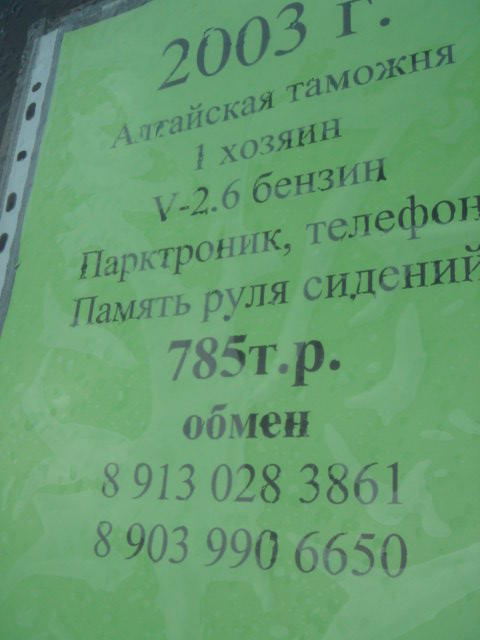 2003 г.
Алтайская таможня
1 хозяин
V-2.6 бензин
Парктроник, телефон
Память руля сидений
785т.р.
обмен
8 913 028 3861
8 903 990 6650